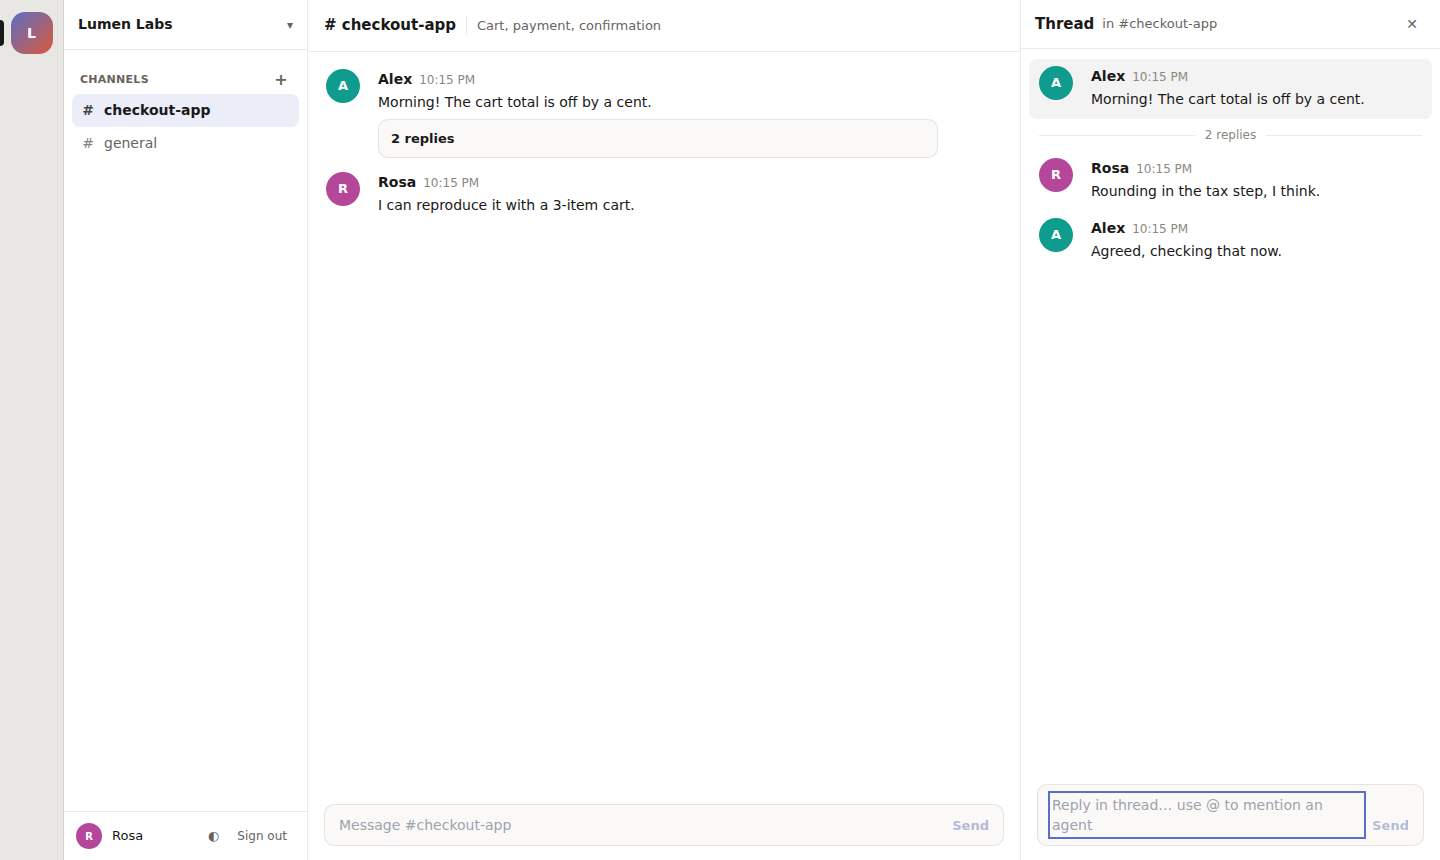 L
Lumen Labs ▾
CHANNELS +
# checkout-app
# general
R Rosa ◐ Sign out
# checkout-app Cart, payment, confirmation
A
Alex 10:15 PM
Morning! The cart total is off by a cent.
2 replies
R
Rosa 10:15 PM
I can reproduce it with a 3-item cart.
Message #checkout-app Send
Thread in #checkout-app ✕
A
Alex 10:15 PM
Morning! The cart total is off by a cent.
2 replies
R
Rosa 10:15 PM
Rounding in the tax step, I think.
A
Alex 10:15 PM
Agreed, checking that now.
Reply in thread… use @ to mention an
agent
Send